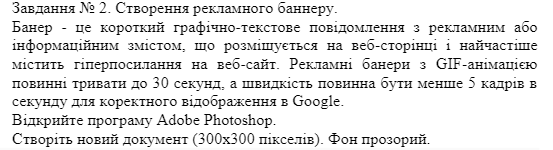 Завдання № 2. Створення рекламного баннеру.
Банер - це короткий графічно-текстове повідомлення з рекламним або
інформаційним змістом, що розміщується на веб-сторінці і найчастіше
містить гіперпосилання на веб-сайт. Рекламні банери з GIF-анімацією
повинні тривати до 30 секунд, а швидкість повинна бути менше 5 кадрів в
секунду для коректного відображення в Google.
Відкрийте програму Adobe Photoshop.
Створіть новий документ (300х300 пікселів). Фон прозорий.